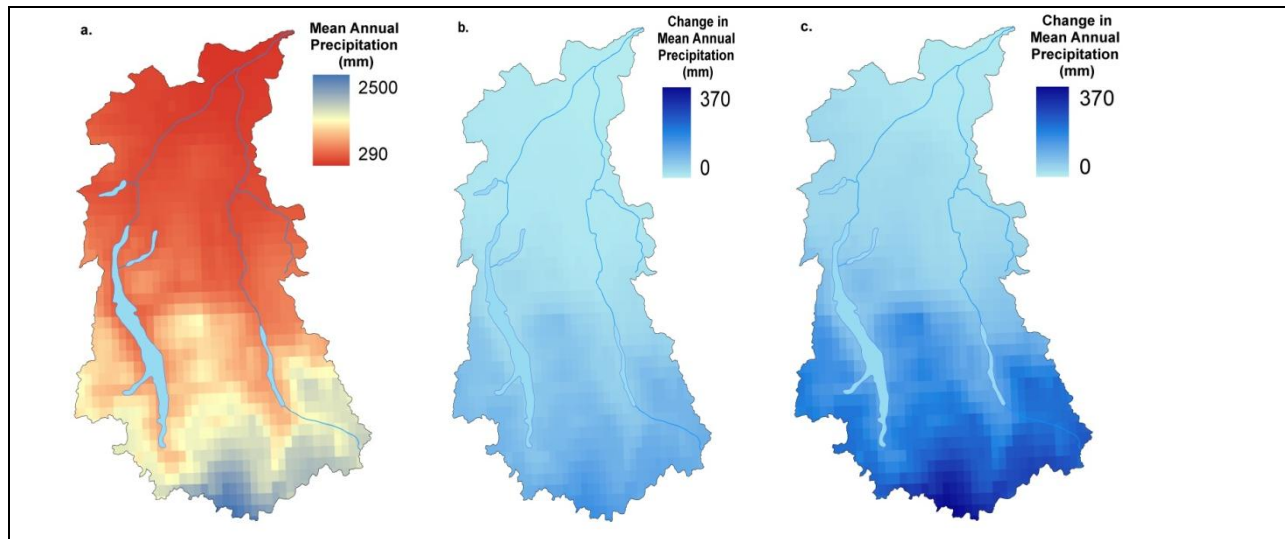 a.
Mean Annual
Precipitation
(mm)
2500
290
b.
Change in
Mean Annual
Precipitation
(mm)
370
0
c.
Change in
Mean Annual
Precipitation
(mm)
370
0